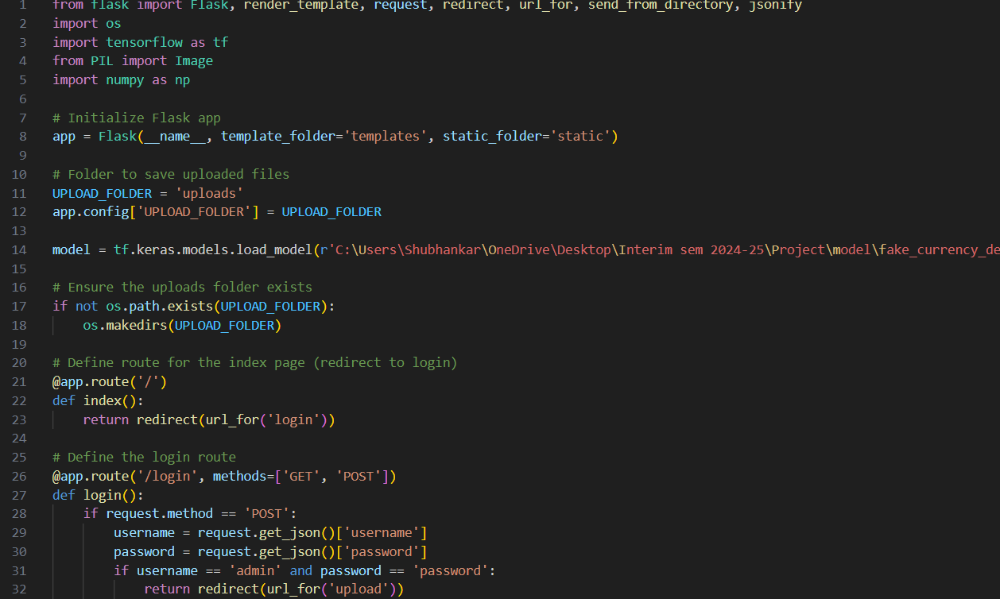 1 from flask import Flask, render_template, request, redirect, url_for, send_from_directory, jsonify
2 import os
3 import tensorflow as tf
4 from PIL import Image
5 import numpy as np
6
7 # Initialize Flask app
8 app = Flask(__name__, template_folder='templates', static_folder='static')
9
10 # Folder to save uploaded files
11 UPLOAD_FOLDER = 'uploads'
12 app.config['UPLOAD_FOLDER'] = UPLOAD_FOLDER
13
14 model = tf.keras.models.load_model(r'C:\Users\Shubhankar\OneDrive\Desktop\Interim sem 2024-25\Project\model\fake_currency_de
15
16 # Ensure the uploads folder exists
17 if not os.path.exists(UPLOAD_FOLDER):
18     os.makedirs(UPLOAD_FOLDER)
19
20 # Define route for the index page (redirect to login)
21 @app.route('/')
22 def index():
23     return redirect(url_for('login'))
24
25 # Define the login route
26 @app.route('/login', methods=['GET', 'POST'])
27 def login():
28     if request.method == 'POST':
29         username = request.get_json()['username']
30         password = request.get_json()['password']
31         if username == 'admin' and password == 'password':
32             return redirect(url_for('upload'))